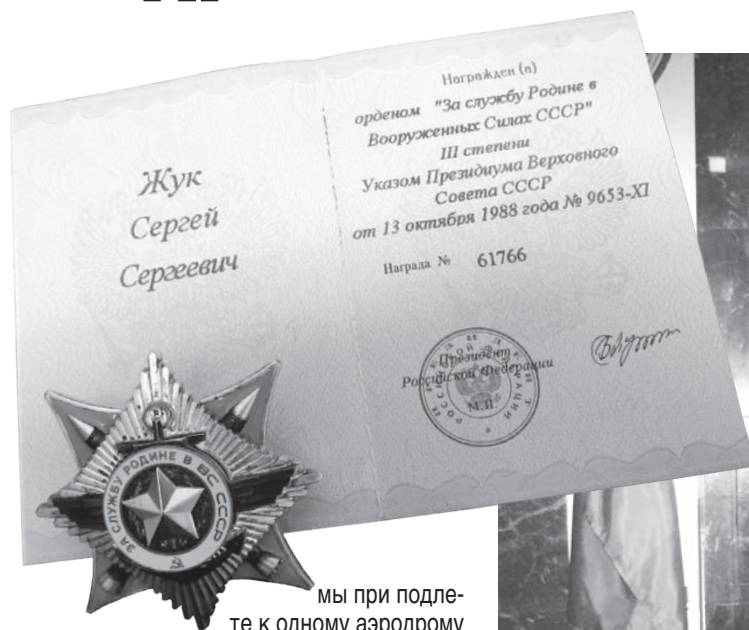 Жук
Сергей
Сергеевич
Награжден (а)
орденом "За службу Родине в
Вооруженных Силах СССР"
III степени
Указом Президиума Верховного
Совета СССР
от 13 октября 1988 года № 9653-XI
Награда № 61766
Президент
Российской Федерации
М.П.
ЗА СЛУЖБУ РОДИНЕ В ВС СССР
мы при подле-
те к одному аэродрому